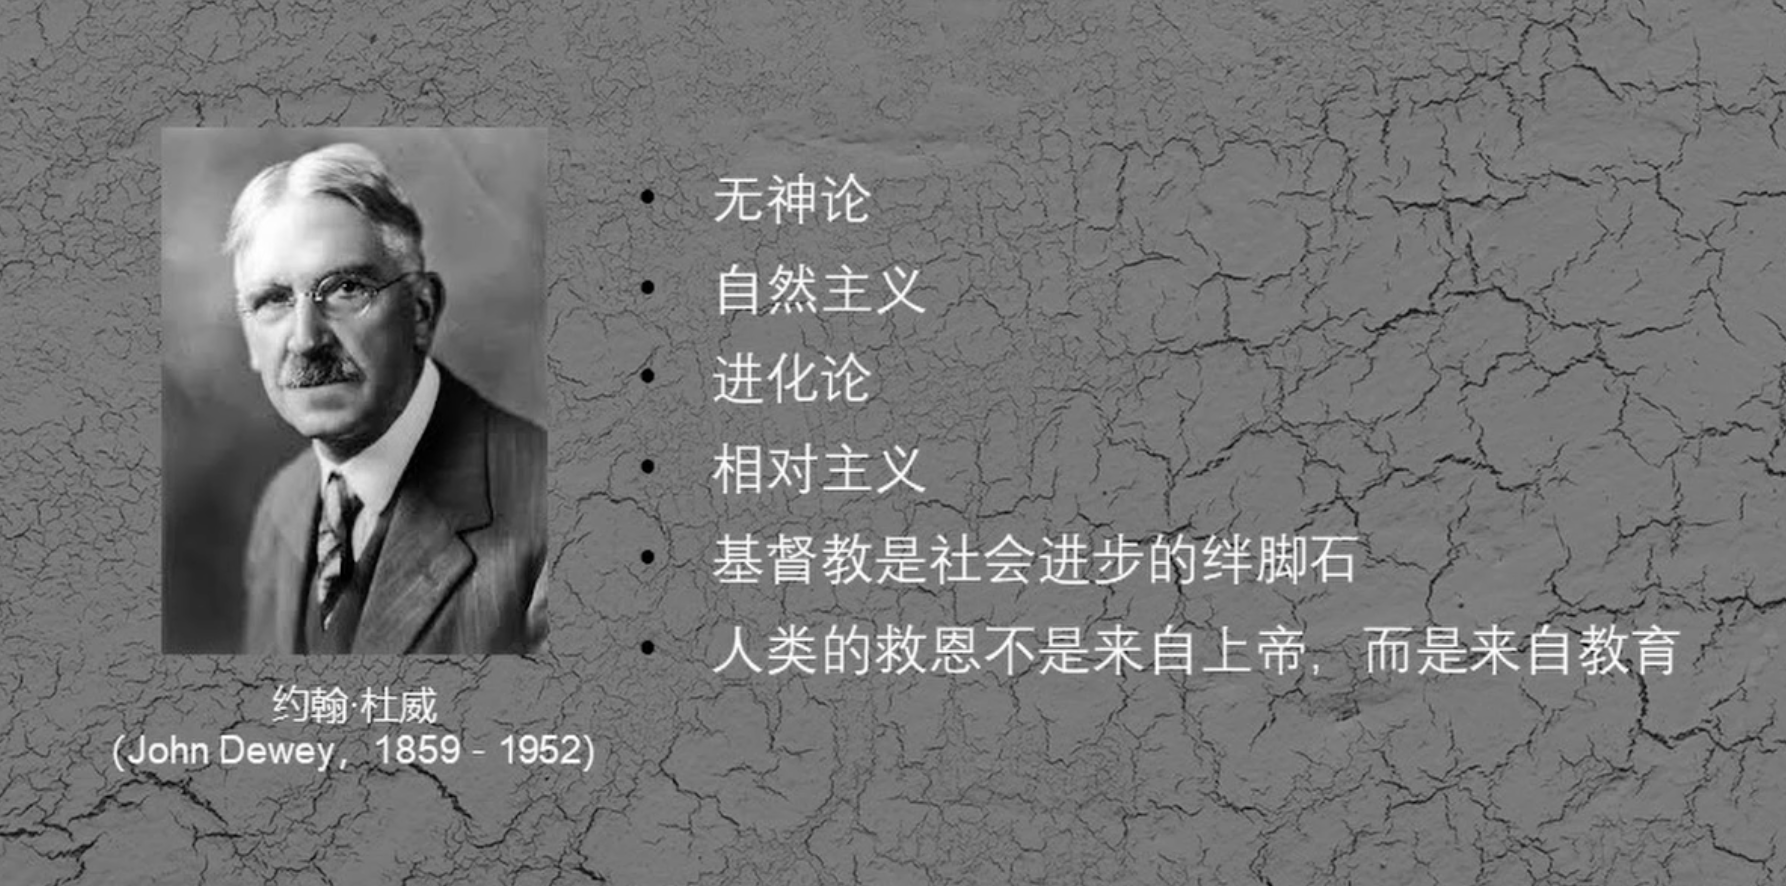 无神论
自然主义
进化论
相对主义
基督教是社会进步的绊脚石
人类的救恩不是来自上帝，而是来自教育
约翰·杜威
(John Dewey，1859 - 1952)